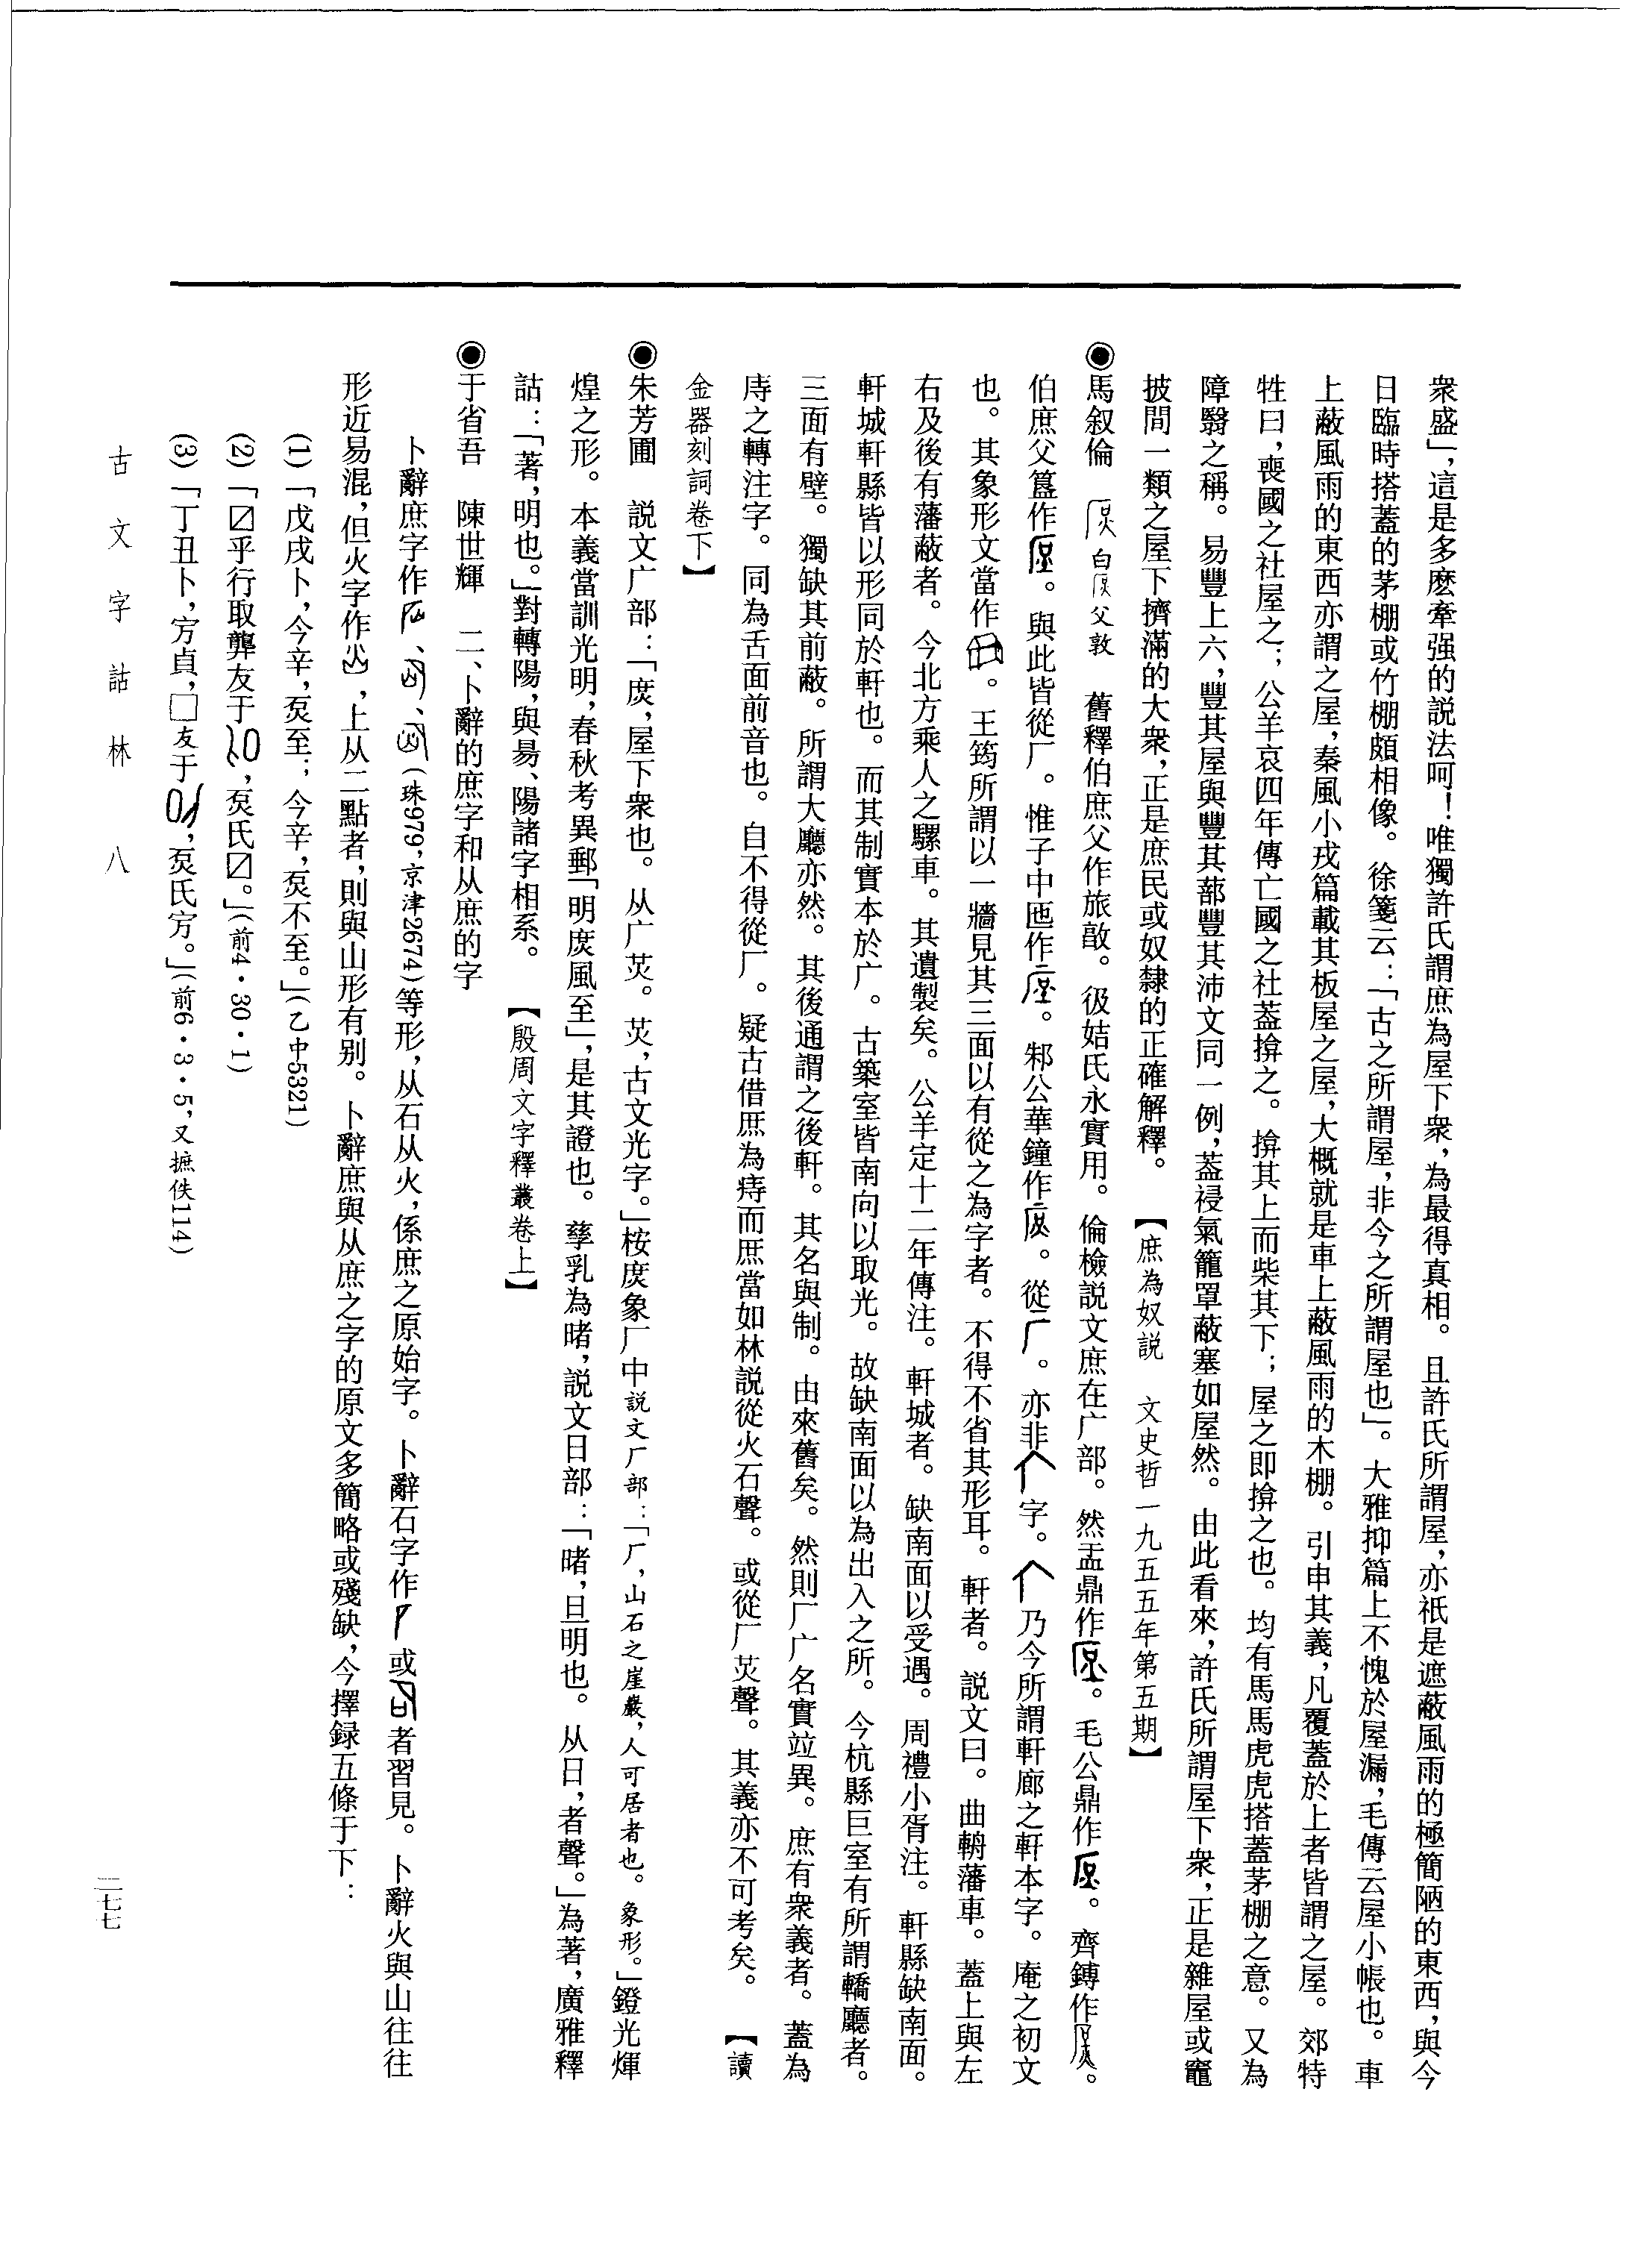 衆盛」，這是多麽牽强的説法呵！唯獨許氏謂庶為屋下衆，為最得真相。且許氏所謂屋，亦祇是遮蔽風雨的極簡陋的東西，與今
日臨時搭蓋的茅棚或竹棚頗相像。徐箋云：「古之所謂屋，非今之所謂屋也」。大雅抑篇上不愧於屋漏，毛傳云屋小帳也。車
上蔽風雨的東西亦謂之屋，秦風小戎篇載其板屋之屋，大概就是車上蔽風雨的木棚。引申其義，凡覆蓋於上者皆謂之屋。郊特
牲曰，喪國之社屋之；公羊哀四年傳亡國之社蓋揜之。揜其上而柴其下；屋之即揜之也。均有馬馬虎虎搭蓋茅棚之意。又為
障翳之稱。易豐上六，豐其屋與豐其蔀豐其沛文同一例，蓋祲氣籠罩蔽塞如屋然。由此看來，許氏所謂屋下衆，正是雜屋或竈
披間一類之屋下擠滿的大衆，正是庶民或奴隸的正確解釋。【庶為奴説　文史哲一九五五年第五期】
◉馬叙倫　白父敦　舊釋伯庶父作旅敲。彶姞氏永寶用。倫檢説文庶在广部。然盂鼎作。毛公鼎作。齊鎛作。
伯庶父簋作。與此皆從厂。惟子中匜作。邾公華鐘作。從。亦非字。乃今所謂軒廊之軒本字。庵之初文
也。其象形文當作。王筠所謂以一牆見其三面以有從之為字者。不得不省其形耳。軒者。説文曰。曲輈藩車。蓋上與左
右及後有藩蔽者。今北方乘人之騾車。其遺製矣。公羊定十二年傳注。軒城者。缺南面以受過。周禮小胥注。軒縣缺南面。
軒城軒縣皆以形同於軒也。而其制實本於广。古築室皆南向以取光。故缺南面以為出入之所。今杭縣巨室有所謂轎廳者。
三面有壁。獨缺其前蔽。所謂大廳亦然。其後通謂之後軒。其名與制。由來舊矣。然則厂广名實竝異。庶有衆義者。蓋為
庤之轉注字。同為舌面前音也。自不得從厂。疑古借庶為痔而庶當如林説從火石聲。或從厂炗聲。其義亦不可考矣。【讀
金器刻詞卷下】
◉朱芳圃　説文广部：「庶，屋下衆也。从广炗。炗，古文光字。」桉庶象厂中説文厂部：「厂，山石之崖巖，人可居者也。象形。」鐙光煇
煌之形。本義當訓光明，春秋考異郵「明庶風至」，是其證也。孳乳為暏，説文日部：「暏，旦明也。从日，者聲。」為著，廣雅釋
詁：「著，明也。」對轉陽，與昜、陽諸字相系。【殷周文字釋叢卷上】
◉于省吾　陳世輝　二、卜辭的庶字和从庶的字
卜辭庶字作、、（珠979，京津2674）等形，从石从火，係庶之原始字。卜辭石字作或者習見。卜辭火與山往往
形近易混，但火字作，上从二點者，則與山形有别。卜辭庶與从庶之字的原文多簡略或殘缺，今擇録五條于下：
(1)「戊戌卜，今辛，㶾至；今辛，㶾不至。」（乙中5321）
(2)「☑乎行取龏友于，㶾氏☑。」（前4·30·1）
(3)「丁丑卜，方貞，□友于，㶾氏方。」（前6·3·5，又摭佚114）
古文字詁林　八
二七七